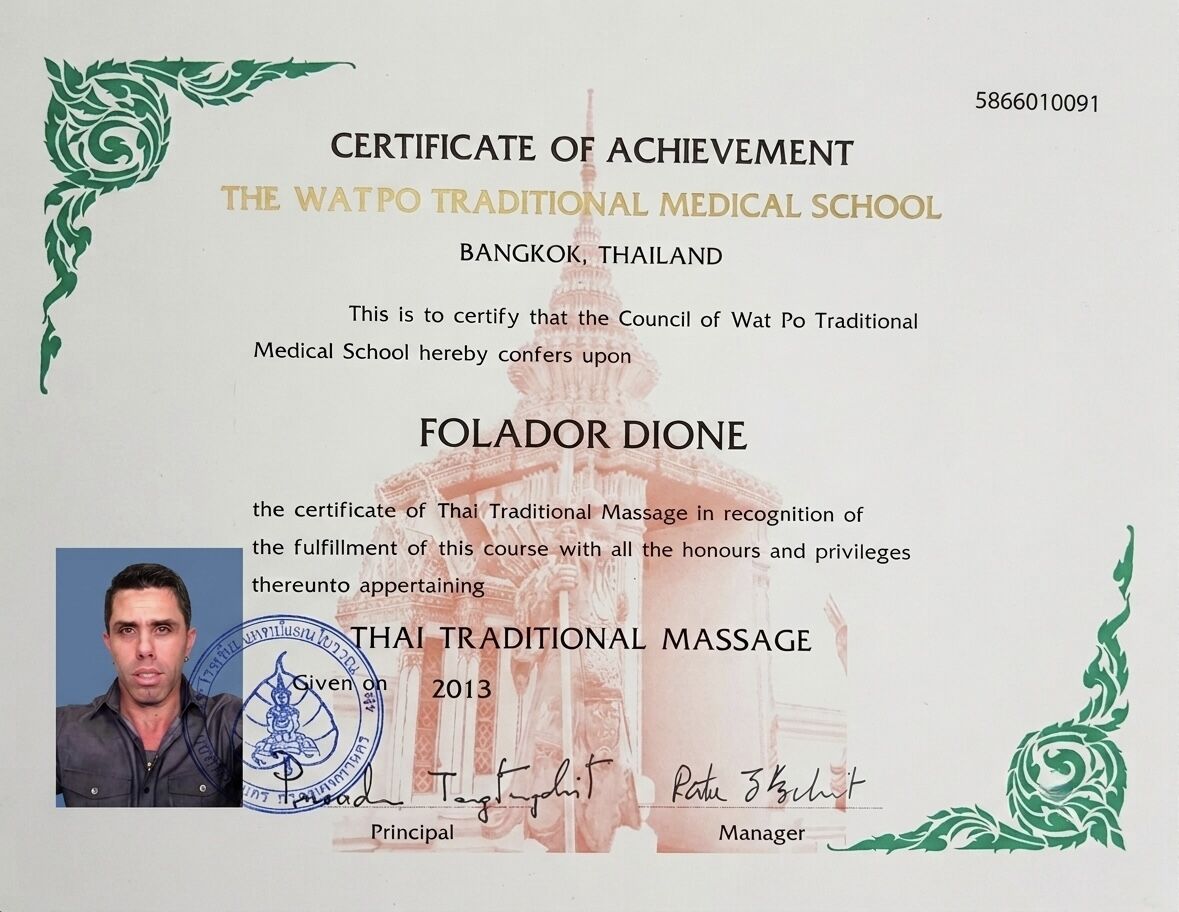 5866010091
CERTIFICATE OF ACHIEVEMENT
THE WAT PO TRADITIONAL MEDICAL SCHOOL
BANGKOK, THAILAND
This is to certify that the Council of Wat Po Traditional
Medical School hereby confers upon
FOLADOR DIONE
the certificate of Thai Traditional Massage in recognition of
the fulfillment of this course with all the honours and privileges
thereunto appertaining
THAI TRADITIONAL MASSAGE
Given on 2013
Principal Manager